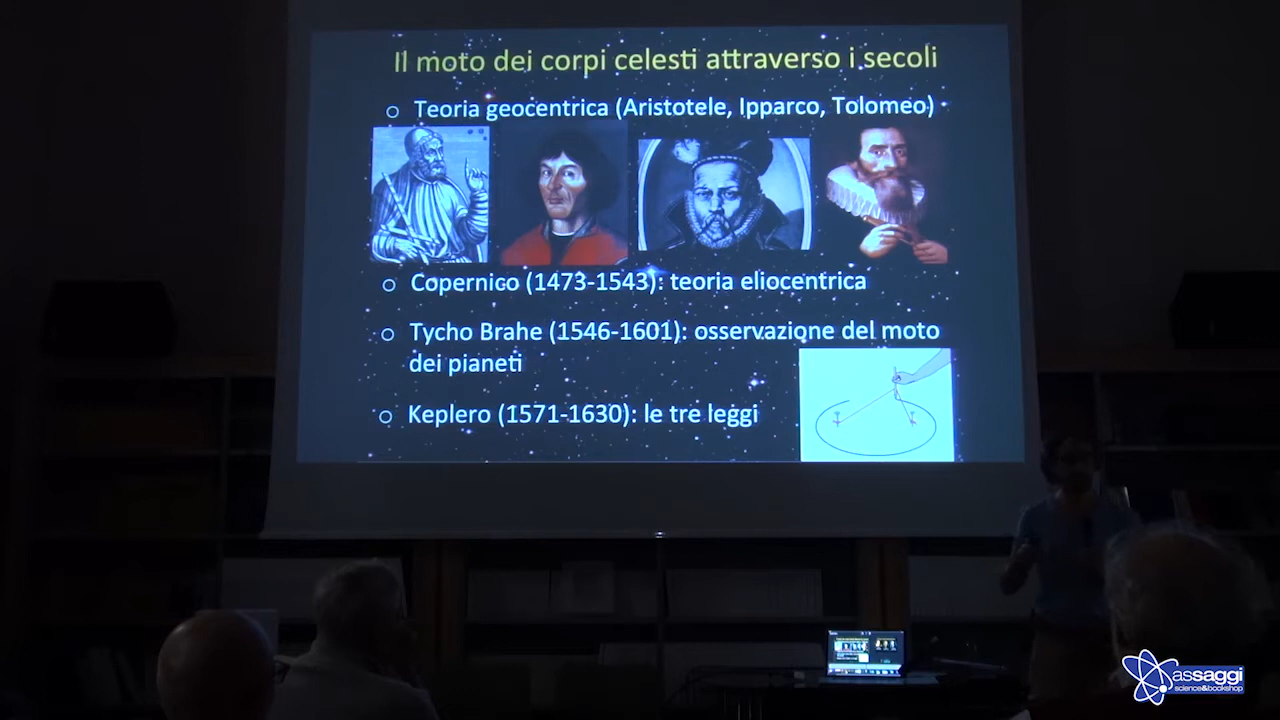 Il moto dei corpi celesti attraverso i secoli
o Teoria geocentrica (Aristotele, Ipparco, Tolomeo)
o Copernico (1473-1543): teoria eliocentrica
o Tycho Brahe (1546-1601): osservazione del moto
dei pianeti
o Keplero (1571-1630): le tre leggi
assaggi
science&bookshop